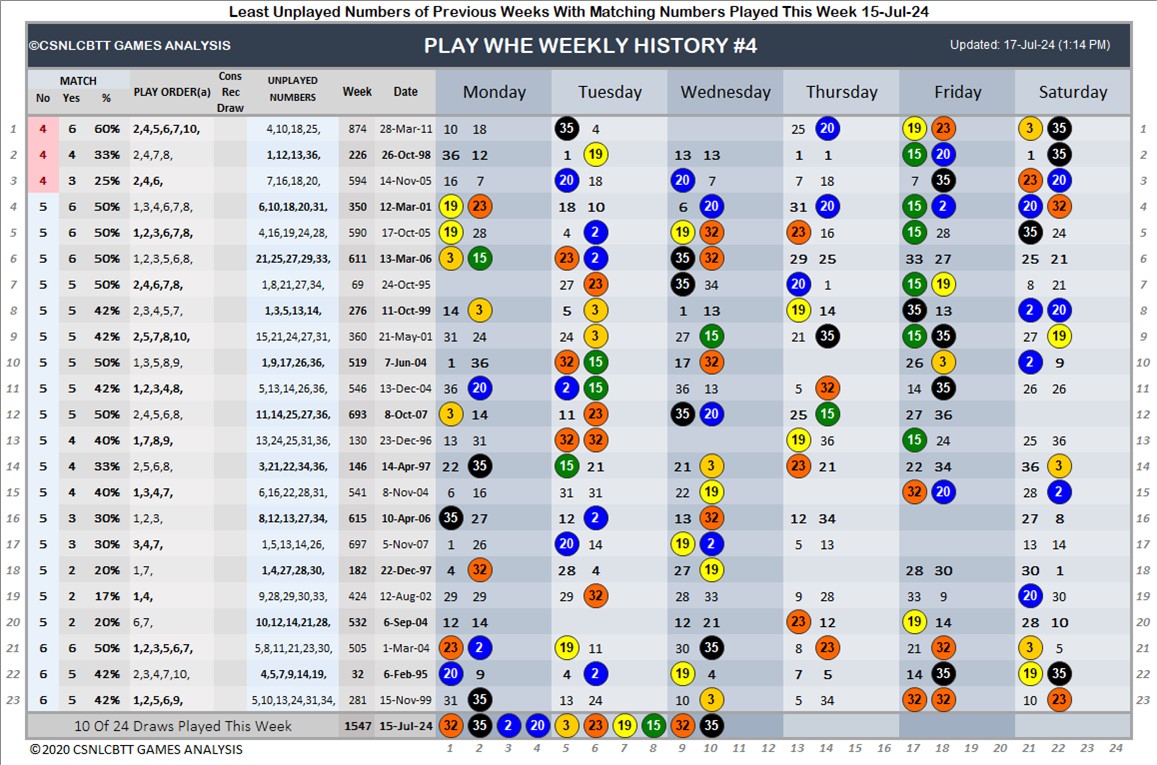 Least Unplayed Numbers of Previous Weeks With Matching Numbers Played This Week 15-Jul-24
©CSNLCBTT GAMES ANALYSIS PLAY WHE WEEKLY HISTORY #4 Updated: 17-Jul-24 (1:14 PM)
MATCH No Yes % PLAY ORDER(a) Cons Rec Draw UNPLAYED NUMBERS Week Date Monday Tuesday Wednesday Thursday Friday Saturday
1 4 6 60% 2,4,5,6,7,10, 4,10,18,25, 874 28-Mar-11 10 18 35 4 25 20 19 23 3 35 1
2 4 4 33% 2,4,7,8, 1,12,13,36, 226 26-Oct-98 36 12 1 19 13 13 1 1 15 20 1 35 2
3 4 3 25% 2,4,6, 7,16,18,20, 594 14-Nov-05 16 7 20 18 20 7 7 18 7 35 23 20 3
4 5 6 50% 1,3,4,6,7,8, 6,10,18,20,31, 350 12-Mar-01 19 23 18 10 6 20 31 20 15 2 20 32 4
5 5 6 50% 1,2,3,6,7,8, 4,16,19,24,28, 590 17-Oct-05 19 28 4 2 19 32 23 16 15 28 35 24 5
6 5 6 50% 1,2,3,5,6,8, 21,25,27,29,33, 611 13-Mar-06 3 15 23 2 35 32 29 25 33 27 25 21 6
7 5 5 50% 2,4,6,7,8, 1,8,21,27,34, 69 24-Oct-95 27 23 35 34 20 1 15 19 8 21 7
8 5 5 42% 2,3,4,5,7, 1,3,5,13,14, 276 11-Oct-99 14 3 5 3 1 13 19 14 35 13 2 20 8
9 5 5 42% 2,5,7,8,10, 15,21,24,27,31, 360 21-May-01 31 24 24 3 27 15 21 35 15 35 27 19 9
10 5 5 50% 1,3,5,8,9, 1,9,17,26,36, 519 7-Jun-04 1 36 32 15 17 32 26 3 2 9 10
11 5 5 42% 1,2,3,4,8, 5,13,14,26,36, 546 13-Dec-04 36 20 2 15 36 13 5 32 14 35 26 26 11
12 5 5 50% 2,4,5,6,8, 11,14,25,27,36, 693 8-Oct-07 3 14 11 23 35 20 25 15 27 36 12
13 5 4 40% 1,7,8,9, 13,24,25,31,36, 130 23-Dec-96 13 31 32 32 19 36 15 24 25 36 13
14 5 4 33% 2,5,6,8, 3,21,22,34,36, 146 14-Apr-97 22 35 15 21 21 3 23 21 22 34 36 3 14
15 5 4 40% 1,3,4,7, 6,16,22,28,31, 541 8-Nov-04 6 16 31 31 22 19 32 20 28 2 15
16 5 3 30% 1,2,3, 8,12,13,27,34, 615 10-Apr-06 35 27 12 2 13 32 12 34 27 8 16
17 5 3 30% 3,4,7, 1,5,13,14,26, 697 5-Nov-07 1 26 20 14 19 2 5 13 13 14 17
18 5 2 20% 1,7, 1,4,27,28,30, 182 22-Dec-97 4 32 28 4 27 19 28 30 30 1 18
19 5 2 17% 1,4, 9,28,29,30,33, 424 12-Aug-02 29 29 29 32 28 33 9 28 33 9 20 30 19
20 5 2 20% 6,7, 10,12,14,21,28, 532 6-Sep-04 12 14 12 21 23 12 19 14 28 10 20
21 6 6 50% 1,2,3,5,6,7, 5,8,11,21,23,30, 505 1-Mar-04 23 2 19 11 30 35 8 23 21 32 3 5 21
22 6 5 42% 2,3,4,7,10, 4,5,7,9,14,19, 32 6-Feb-95 20 9 4 2 19 4 7 5 14 35 19 35 22
23 6 5 42% 1,2,5,6,9, 5,10,13,24,31,34, 281 15-Nov-99 31 35 13 24 10 3 5 34 32 32 10 23 23
10 Of 24 Draws Played This Week 1547 15-Jul-24 32 35 2 20 3 23 19 15 32 35
© 2020 CSNLCBTT GAMES ANALYSIS 1 2 3 4 5 6 7 8 9 10 11 12 13 14 15 16 17 18 19 20 21 22 23 24